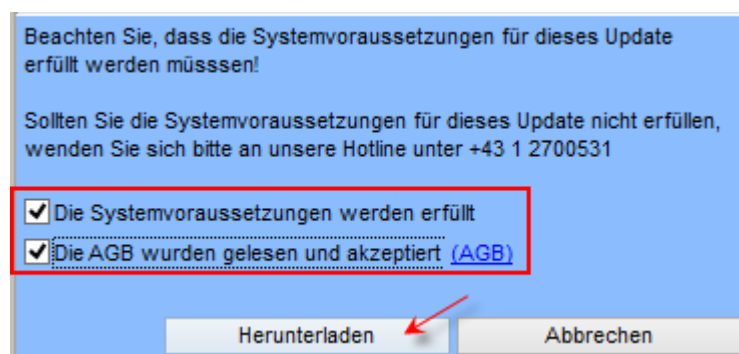 Beachten Sie, dass die Systemvoraussetzungen für dieses Update
erfüllt werden müsssen!
Sollten Sie die Systemvoraussetzungen für dieses Update nicht erfüllen,
wenden Sie sich bitte an unsere Hotline unter +43 1 2700531
Die Systemvoraussetzungen werden erfüllt
Die AGB wurden gelesen und akzeptiert (AGB)
Herunterladen Abbrechen